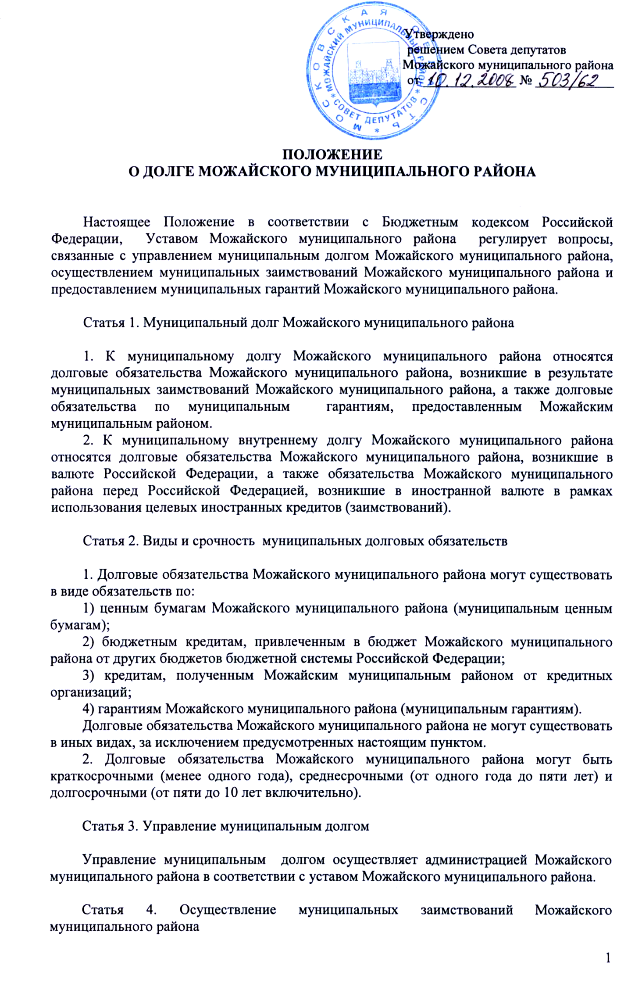 МОСКОВСКАЯ ОБЛАСТЬ *
* МОЖАЙСКИЙ МУНИЦИПАЛЬНЫЙ РАЙОН *
СОВЕТ ДЕПУТАТОВ
Утверждено
решением Совета депутатов
Можайского муниципального района
от 10.12.2008 № 503/62
ПОЛОЖЕНИЕ
О ДОЛГЕ МОЖАЙСКОГО МУНИЦИПАЛЬНОГО РАЙОНА
Настоящее Положение в соответствии с Бюджетным кодексом Российской
Федерации, Уставом Можайского муниципального района регулирует вопросы,
связанные с управлением муниципальным долгом Можайского муниципального района,
осуществлением муниципальных заимствований Можайского муниципального района и
предоставлением муниципальных гарантий Можайского муниципального района.
Статья 1. Муниципальный долг Можайского муниципального района
1. К муниципальному долгу Можайского муниципального района относятся
долговые обязательства Можайского муниципального района, возникшие в результате
муниципальных заимствований Можайского муниципального района, а также долговые
обязательства по муниципальным гарантиям, предоставленным Можайским
муниципальным районом.
2. К муниципальному внутреннему долгу Можайского муниципального района
относятся долговые обязательства Можайского муниципального района, возникшие в
валюте Российской Федерации, а также обязательства Можайского муниципального
района перед Российской Федерацией, возникшие в иностранной валюте в рамках
использования целевых иностранных кредитов (заимствований).
Статья 2. Виды и срочность муниципальных долговых обязательств
1. Долговые обязательства Можайского муниципального района могут существовать
в виде обязательств по:
1) ценным бумагам Можайского муниципального района (муниципальным ценным
бумагам);
2) бюджетным кредитам, привлеченным в бюджет Можайского муниципального
района от других бюджетов бюджетной системы Российской Федерации;
3) кредитам, полученным Можайским муниципальным районом от кредитных
организаций;
4) гарантиям Можайского муниципального района (муниципальным гарантиям).
Долговые обязательства Можайского муниципального района не могут существовать
в иных видах, за исключением предусмотренных настоящим пунктом.
2. Долговые обязательства Можайского муниципального района могут быть
краткосрочными (менее одного года), среднесрочными (от одного года до пяти лет) и
долгосрочными (от пяти до 10 лет включительно).
Статья 3. Управление муниципальным долгом
Управление муниципальным долгом осуществляет администрацией Можайского
муниципального района в соответствии с уставом Можайского муниципального района.
Статья 4. Осуществление муниципальных заимствований Можайского
муниципального района
1